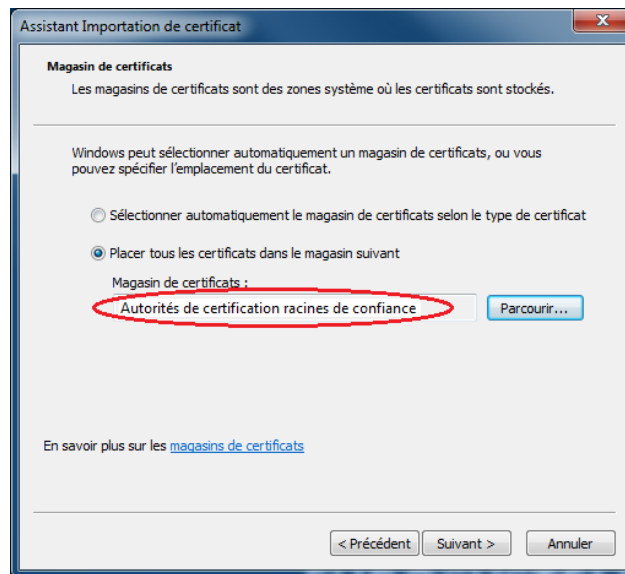 Assistant Importation de certificat
Magasin de certificats
Les magasins de certificats sont des zones système où les certificats sont stockés.
Windows peut sélectionner automatiquement un magasin de certificats, ou vous
pouvez spécifier l'emplacement du certificat.
Sélectionner automatiquement le magasin de certificats selon le type de certificat
Placer tous les certificats dans le magasin suivant
Magasin de certificats :
Autorités de certification racines de confiance
Parcourir...
En savoir plus sur les magasins de certificats
< Précédent Suivant > Annuler